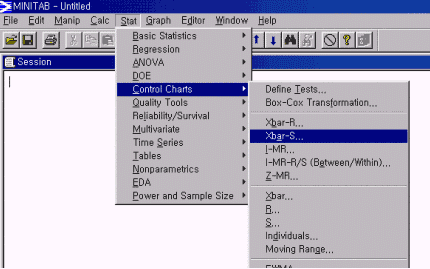 MINITAB - Untitled
File Edit Manip Calc Stat Graph Editor Window Help
Session
Basic Statistics
Regression
ANOVA
DOE
Control Charts
Quality Tools
Reliability/Survival
Multivariate
Time Series
Tables
Nonparametrics
EDA
Power and Sample Size
Define Tests...
Box-Cox Transformation...
Xbar-R...
Xbar-S...
I-MR...
I-MR-R/S (Between/Within)...
Z-MR...
Xbar...
R...
S...
Individuals...
Moving Range...
EWMA